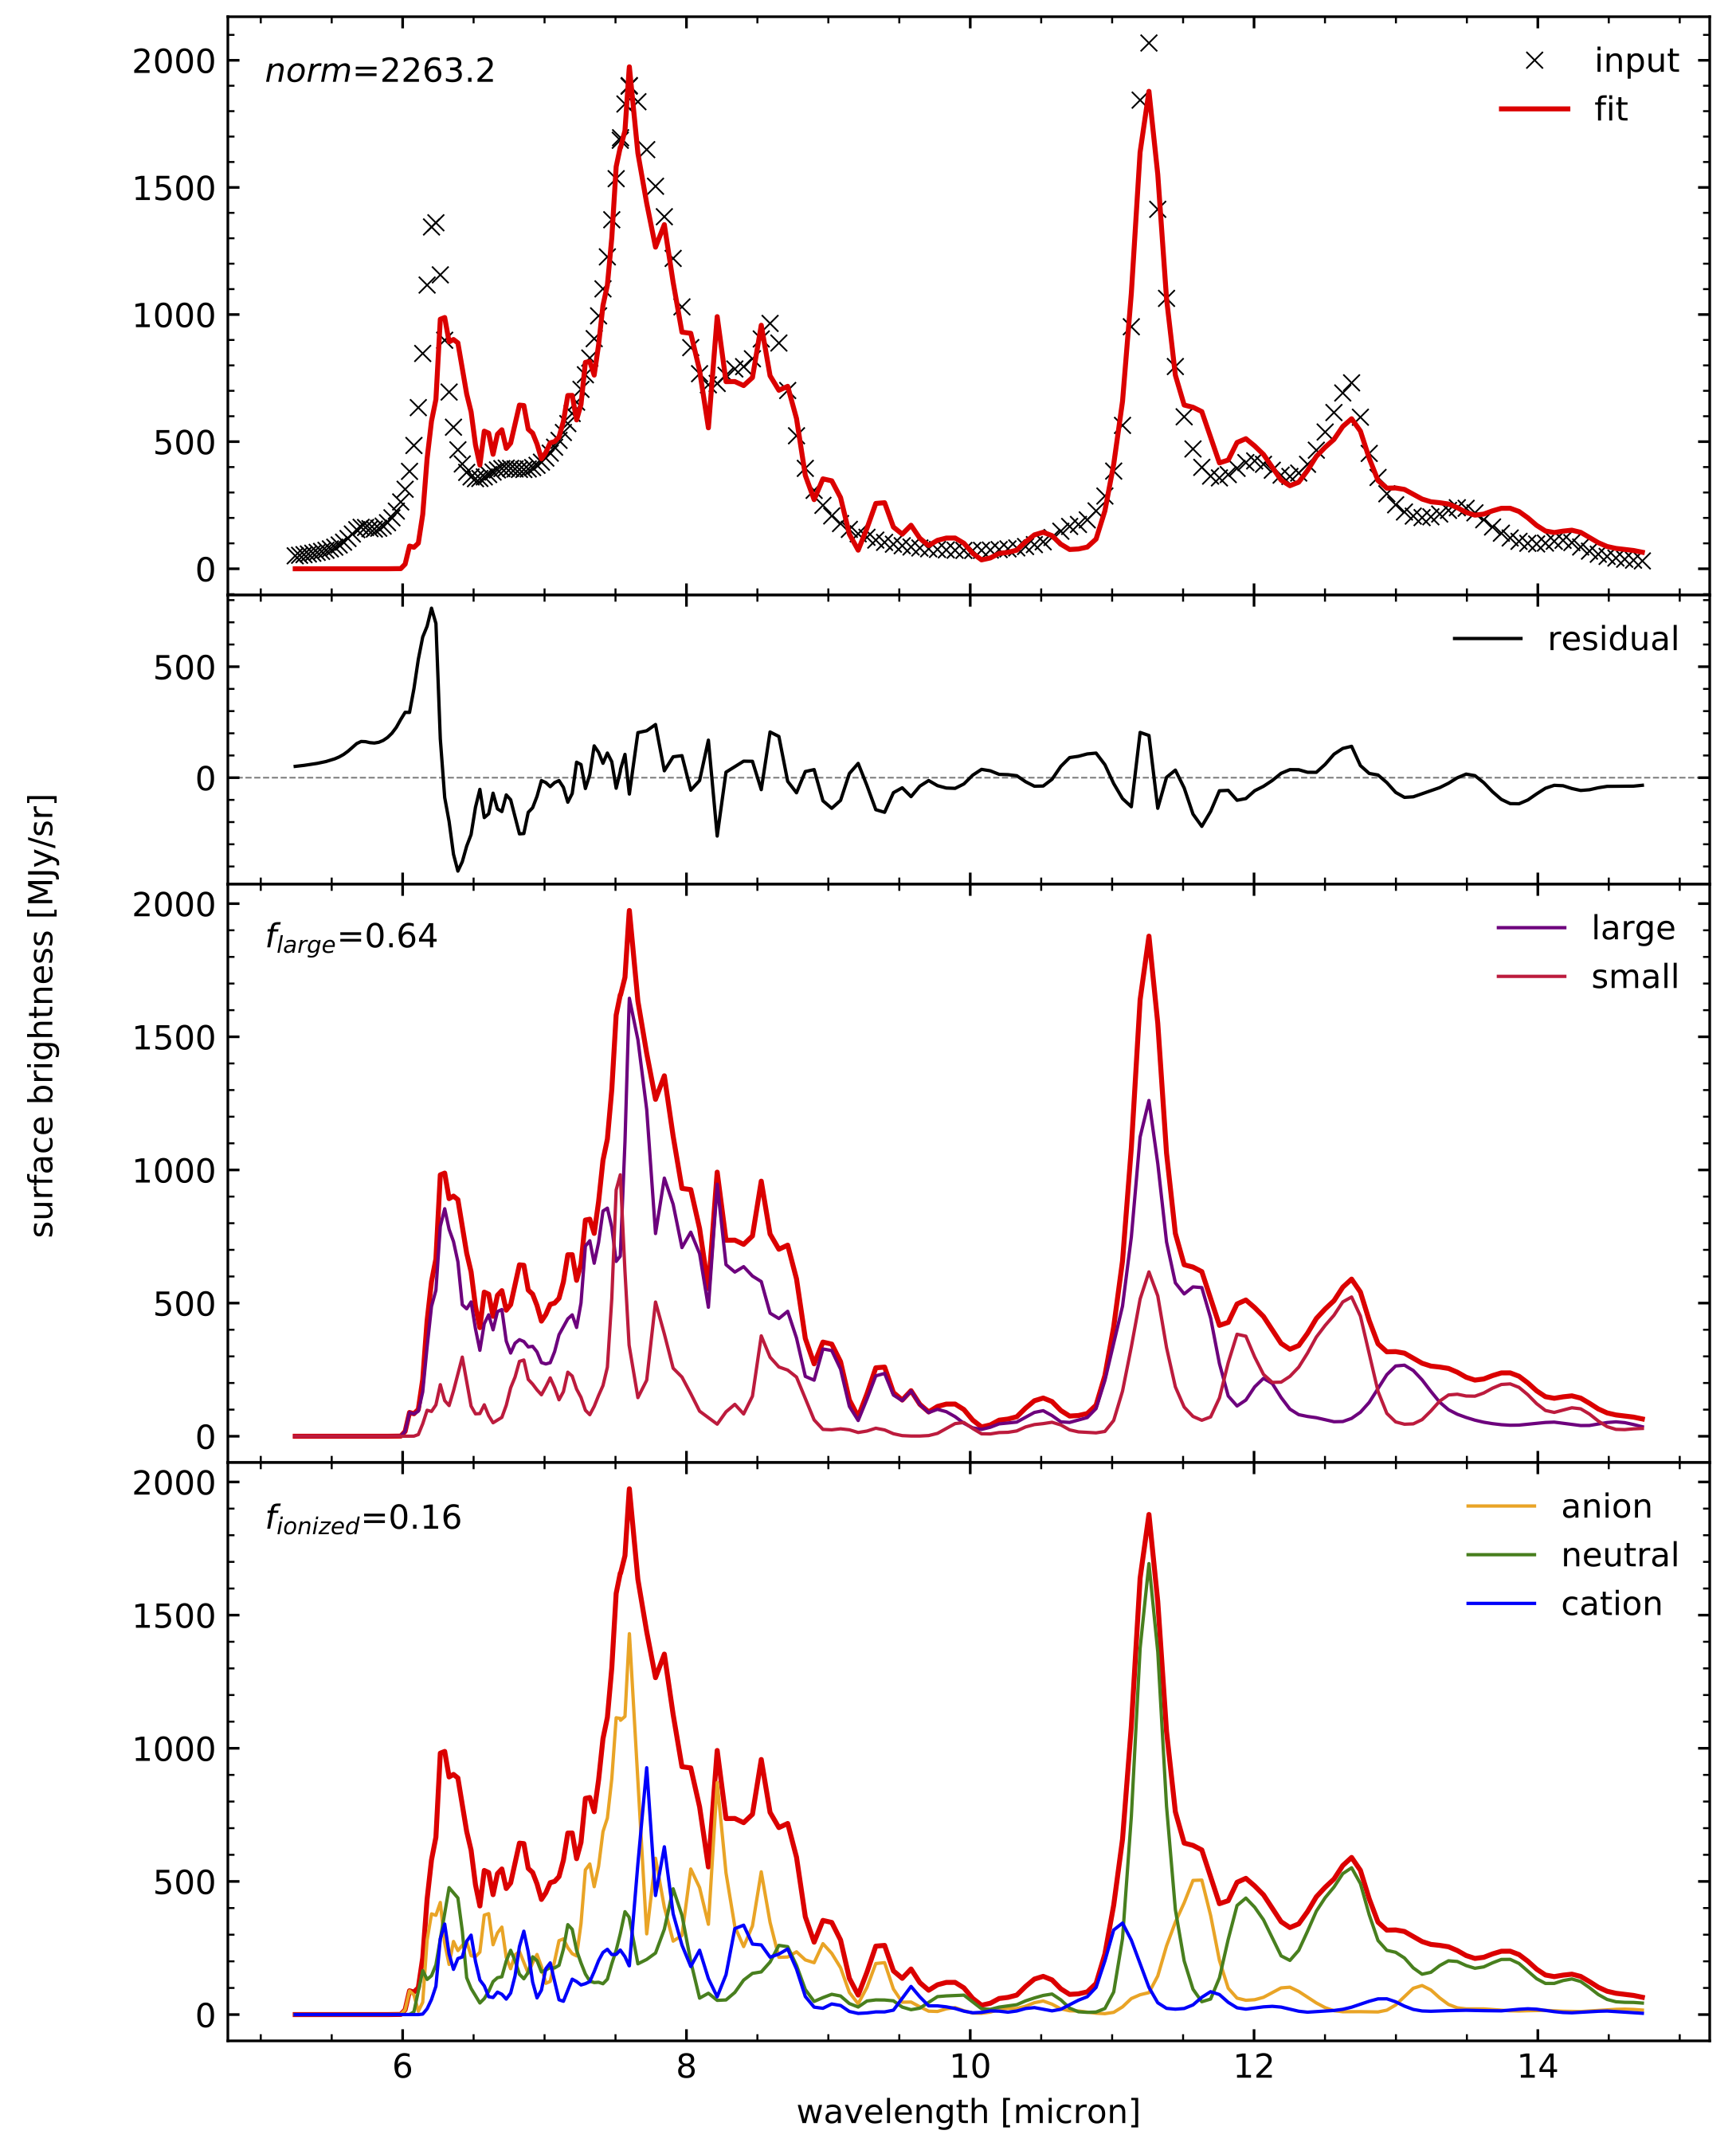 surface brightness [MJy/sr]
2000
1500
1000
500
0
norm=2263.2
input
fit
500
0
residual
2000
1500
1000
500
0
f_large=0.64
large
small
2000
1500
1000
500
0
f_ionized=0.16
anion
neutral
cation
6 8 10 12 14
wavelength [micron]